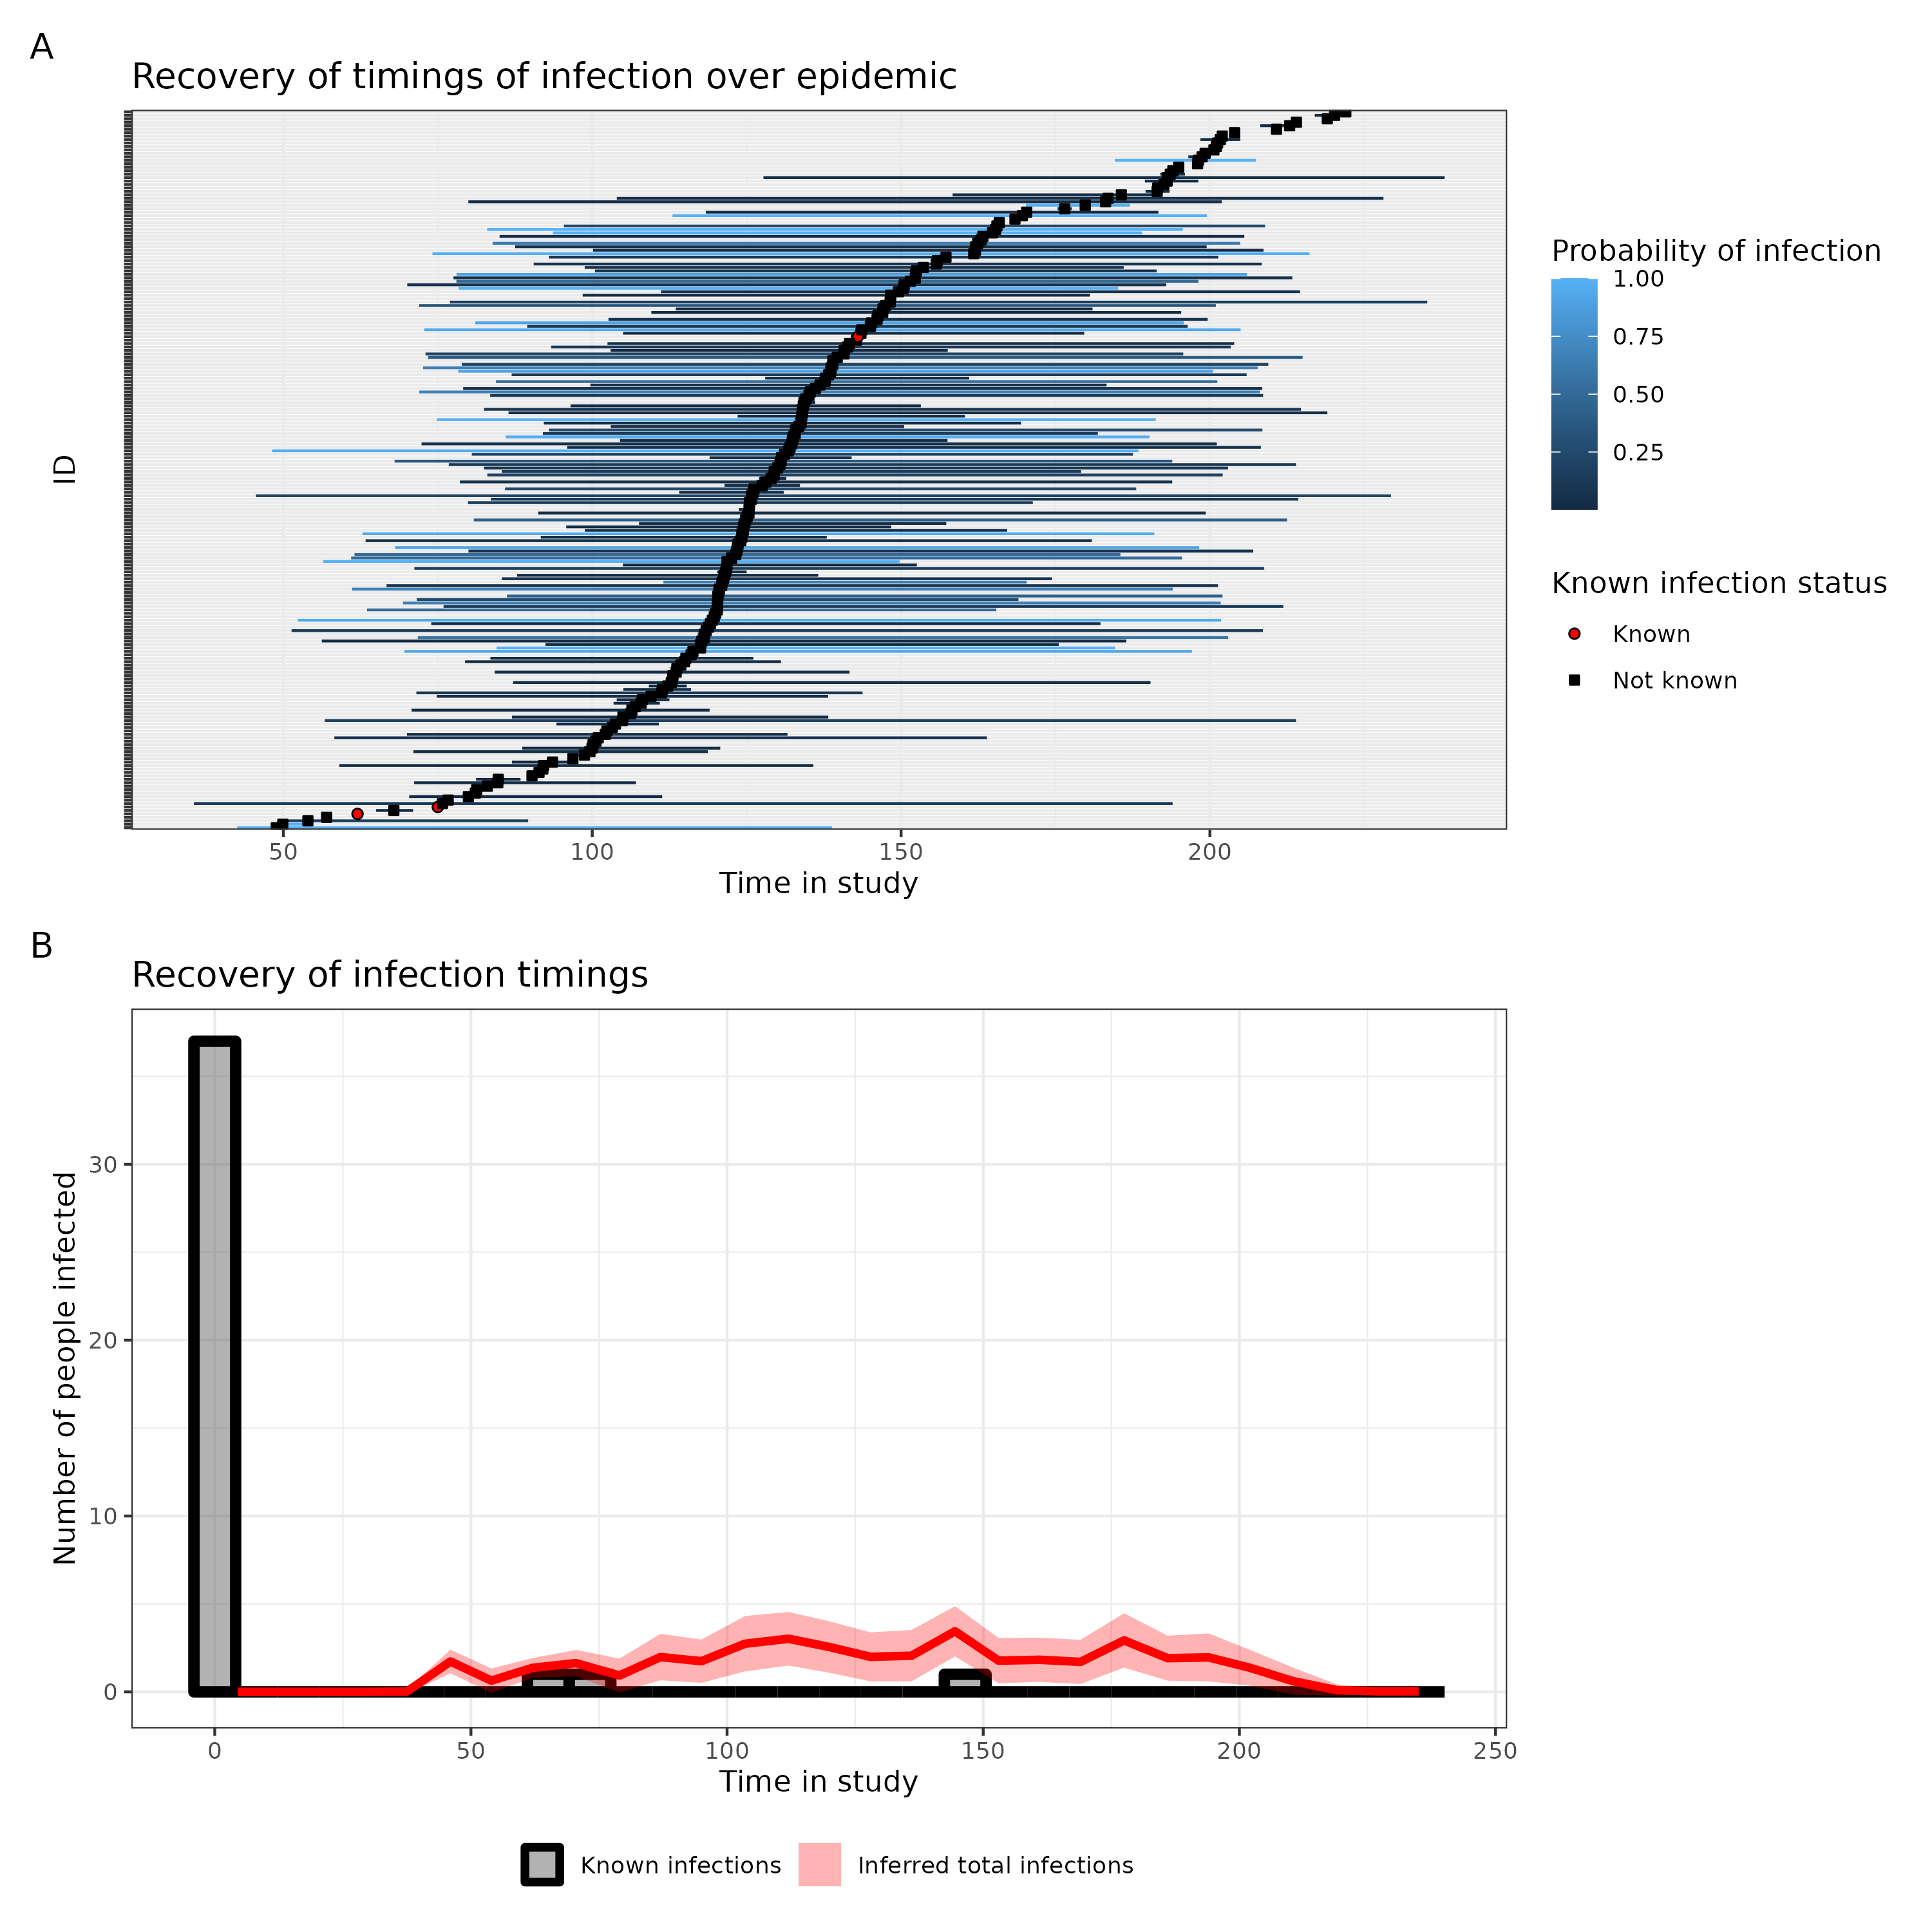 A
Recovery of timings of infection over epidemic
ID
50 100 150 200
Time in study
Probability of infection
1.00
0.75
0.50
0.25
Known infection status
Known
Not known
B
Recovery of infection timings
Number of people infected
30
20
10
0
0 50 100 150 200 250
Time in study
Known infections Inferred total infections